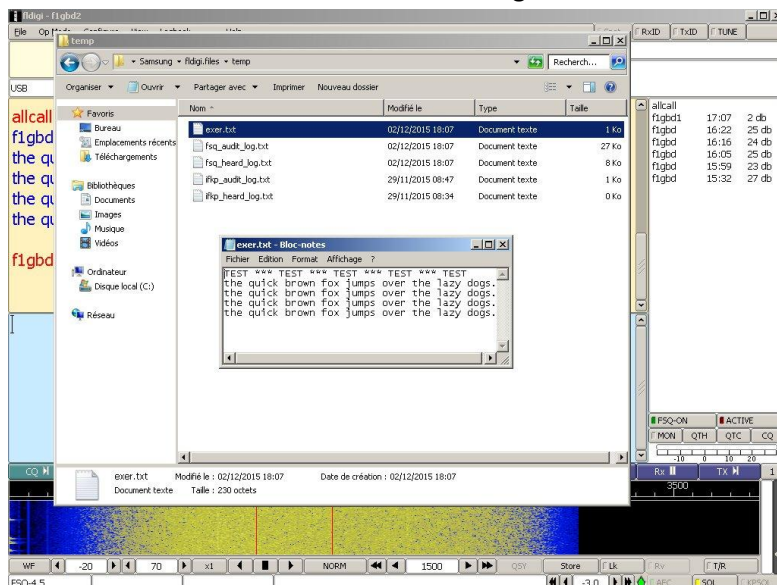 fldigi - f1gbd2
File
RxID
TxID
TUNE
temp
Samsung
fldigi.files
temp
Recherch...
USB
Organiser
Ouvrir
Partager avec
Imprimer
Nouveau dossier
Favoris
Bureau
Emplacements récents
Téléchargements
Bibliothèques
Documents
Images
Musique
Vidéos
Ordinateur
Disque local (C:)
Réseau
Nom
Modifié le
Type
Taille
exer.txt 02/12/2015 18:07 Document texte 1 Ko
fsq_audit_log.txt 02/12/2015 18:07 Document texte 27 Ko
fsq_heard_log.txt 02/12/2015 18:07 Document texte 8 Ko
ifkp_audit_log.txt 29/11/2015 08:47 Document texte 1 Ko
ifkp_heard_log.txt 29/11/2015 08:34 Document texte 0 Ko
allcall
f1gbd
the qu
the qu
the qu
the qu
f1gbd
exer.txt - Bloc-notes
Fichier Edition Format Affichage ?
TEST *** TEST *** TEST *** TEST *** TEST
the quick brown fox jumps over the lazy dogs.
the quick brown fox jumps over the lazy dogs.
the quick brown fox jumps over the lazy dogs.
the quick brown fox jumps over the lazy dogs.
allcall
f1gbd1 17:07 2 db
f1gbd 16:22 25 db
f1gbd 16:16 24 db
f1gbd 16:05 25 db
f1gbd 15:59 23 db
f1gbd 15:32 27 db
FSQ-ON
ACTIVE
MON
QTH
QTC
CQ
-10 0 10 20
exer.txt Modifié le : 02/12/2015 18:07 Date de création : 02/12/2015 18:07
Document texte Taille : 230 octets
CQ
Rx
TX
1
3500
WF
-20
70
x1
NORM
1500
QSY
Store
Lk
Rv
T/R
FSQ-4.5
-3.0
AFC
SQL
KPSQL